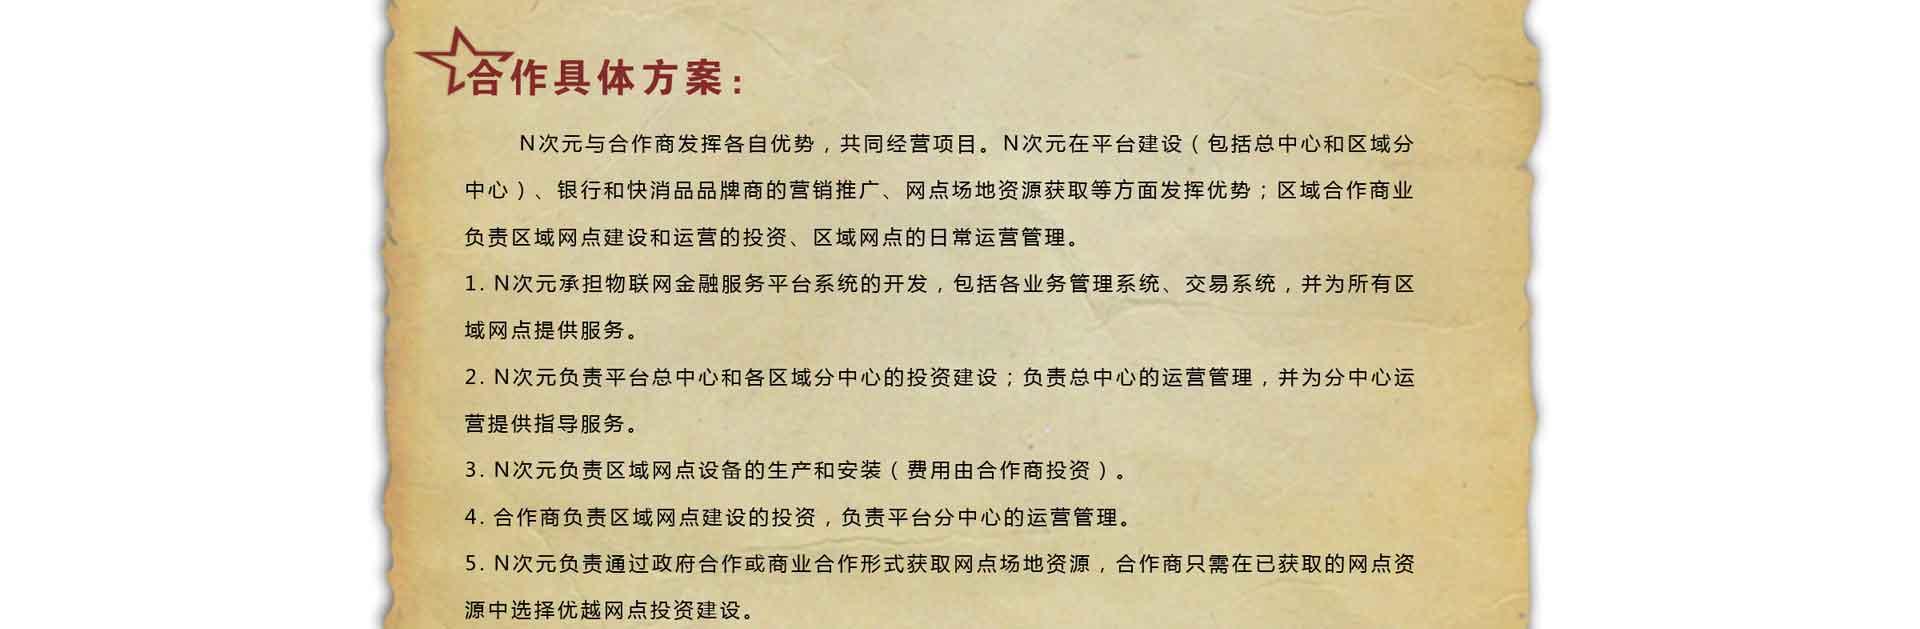 合作具体方案：
N次元与合作商发挥各自优势，共同经营项目。N次元在平台建设（包括总中心和区域分
中心）、银行和快消品品牌商的营销推广、网点场地资源获取等方面发挥优势；区域合作商业
负责区域网点建设和运营的投资、区域网点的日常运营管理。
1. N次元承担物联网金融服务平台系统的开发，包括各业务管理系统、交易系统，并为所有区
域网点提供服务。
2. N次元负责平台总中心和各区域分中心的投资建设；负责总中心的运营管理，并为分中心运
营提供指导服务。
3. N次元负责区域网点设备的生产和安装（费用由合作商投资）。
4. 合作商负责区域网点建设的投资，负责平台分中心的运营管理。
5. N次元负责通过政府合作或商业合作形式获取网点场地资源，合作商只需在已获取的网点资
源中选择优越网点投资建设。